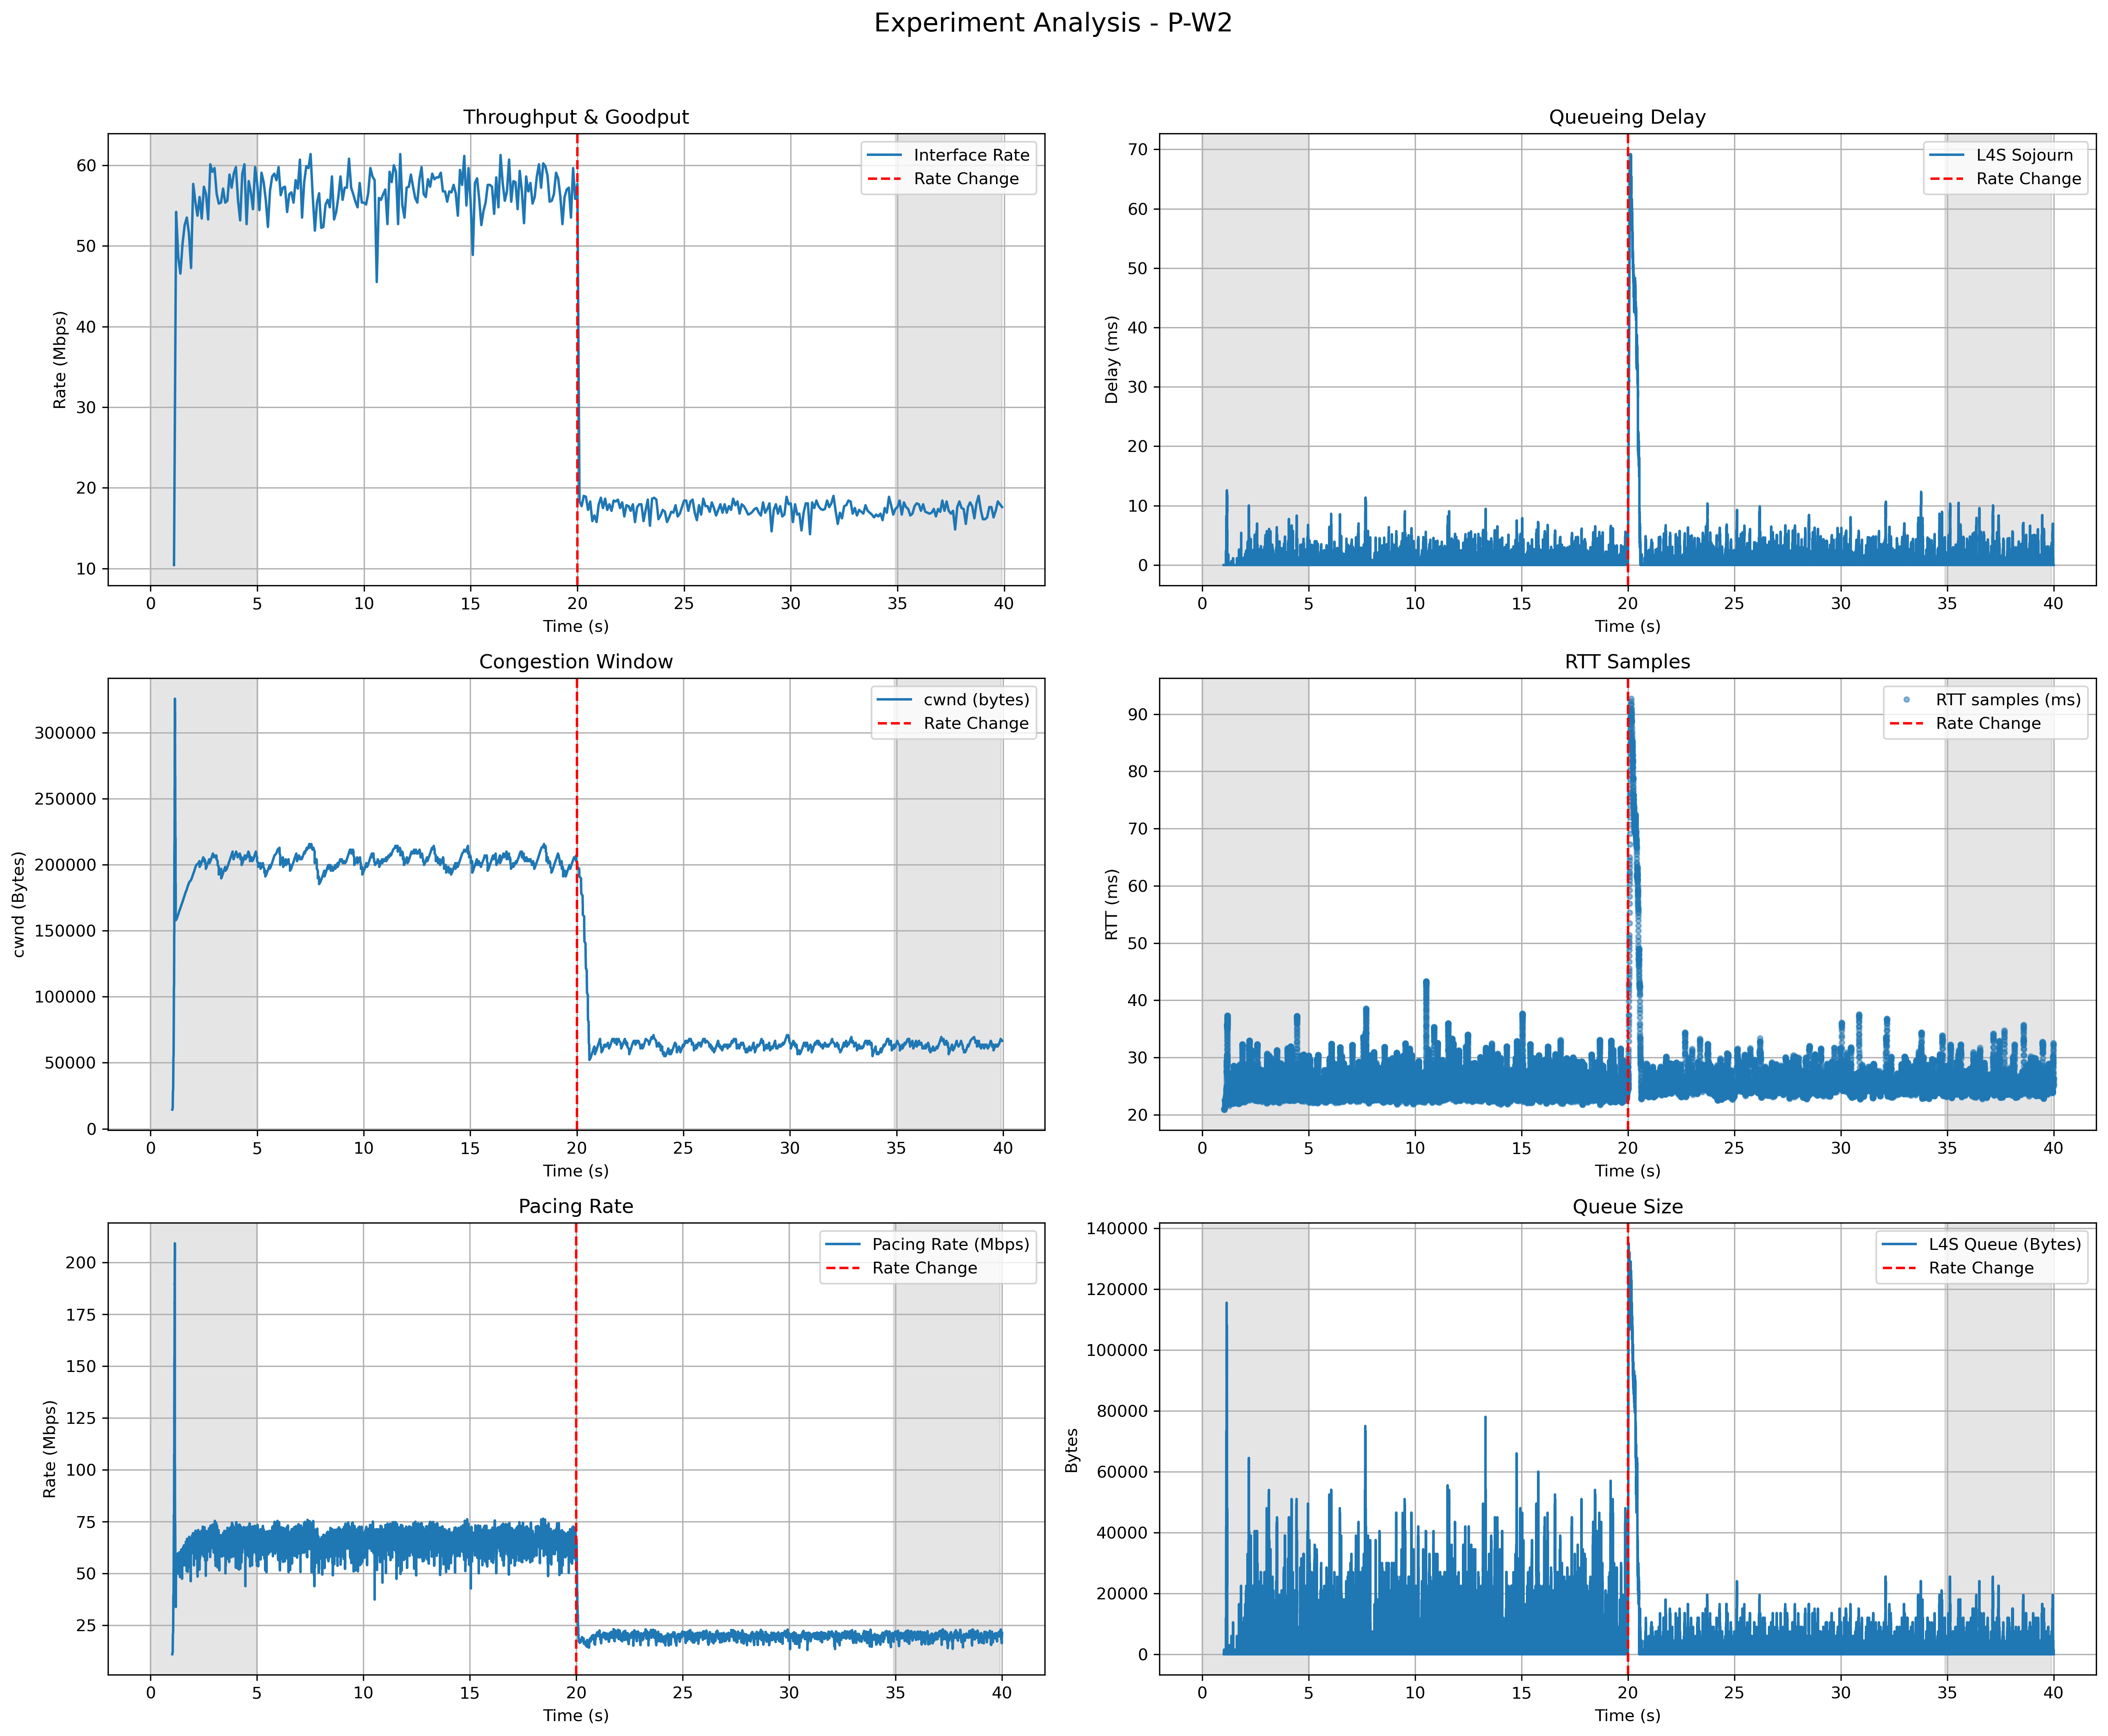 Experiment Analysis - P-W2
Throughput & Goodput
Rate (Mbps)
60
50
40
30
20
10
Interface Rate
Rate Change
0 5 10 15 20 25 30 35 40
Time (s)
Queueing Delay
Delay (ms)
70
60
50
40
30
20
10
0
L4S Sojourn
Rate Change
0 5 10 15 20 25 30 35 40
Time (s)
Congestion Window
cwnd (Bytes)
300000
250000
200000
150000
100000
50000
0
cwnd (bytes)
Rate Change
0 5 10 15 20 25 30 35 40
Time (s)
RTT Samples
RTT (ms)
90
80
70
60
50
40
30
20
RTT samples (ms)
Rate Change
0 5 10 15 20 25 30 35 40
Time (s)
Pacing Rate
Rate (Mbps)
200
175
150
125
100
75
50
25
Pacing Rate (Mbps)
Rate Change
0 5 10 15 20 25 30 35 40
Time (s)
Queue Size
Bytes
140000
120000
100000
80000
60000
40000
20000
0
L4S Queue (Bytes)
Rate Change
0 5 10 15 20 25 30 35 40
Time (s)